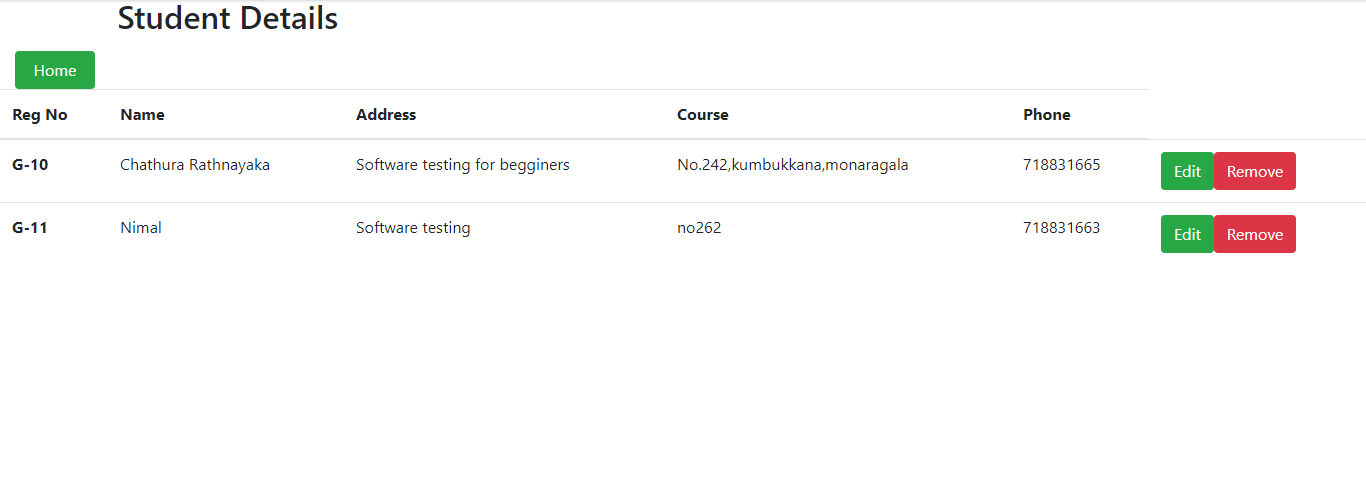 Student Details
Home
Reg No Name Address Course Phone
G-10 Chathura Rathnayaka Software testing for begginers No.242,kumbukkana,monaragala 718831665 Edit Remove
G-11 Nimal Software testing no262 718831663 Edit Remove